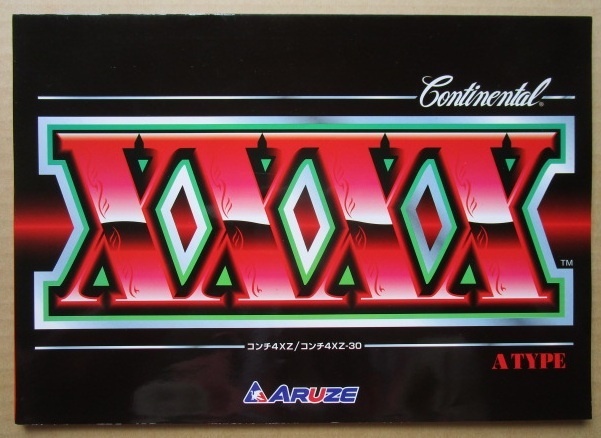 Continental®
XXXX
TM
コンチ4XZ/コンチ4XZ-30
A TYPE
ARUZE